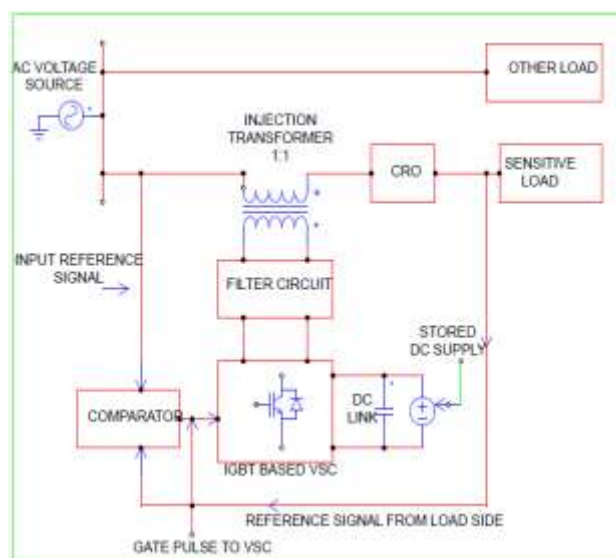 AC VOLTAGE
SOURCE
OTHER LOAD
INJECTION
TRANSFORMER
1:1
CRO
SENSITIVE
LOAD
INPUT REFERENCE
SIGNAL
FILTER CIRCUIT
STORED
DC SUPPLY
COMPARATOR
DC
LINK
IGBT BASED VSC
REFERENCE SIGNAL FROM LOAD SIDE
GATE PULSE TO VSC